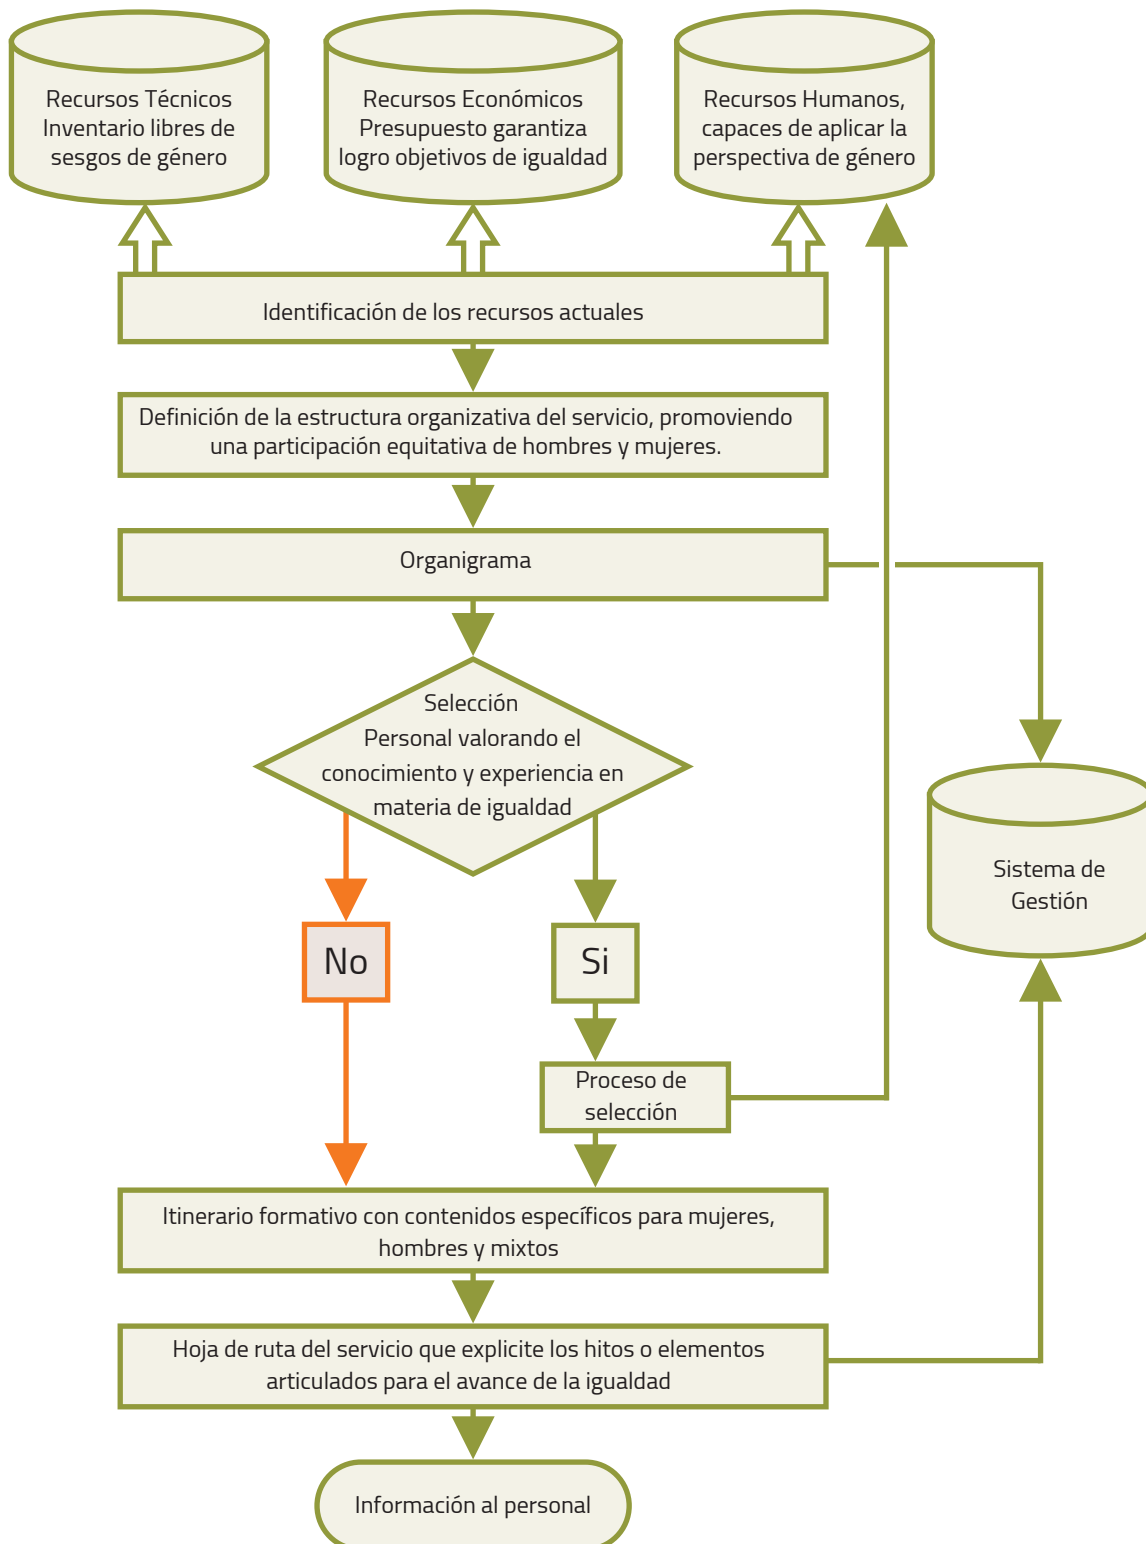 Recursos Técnicos
Inventario libres de
sesgos de género
Recursos Económicos
Presupuesto garantiza
logro objetivos de igualdad
Recursos Humanos,
capaces de aplicar la
perspectiva de género
Identificación de los recursos actuales
Definición de la estructura organizativa del servicio, promoviendo
una participación equitativa de hombres y mujeres.
Organigrama
Selección
Personal valorando el
conocimiento y experiencia en
materia de igualdad
Sistema de
Gestión
No
Si
Proceso de
selección
Itinerario formativo con contenidos específicos para mujeres,
hombres y mixtos
Hoja de ruta del servicio que explicite los hitos o elementos
articulados para el avance de la igualdad
Información al personal